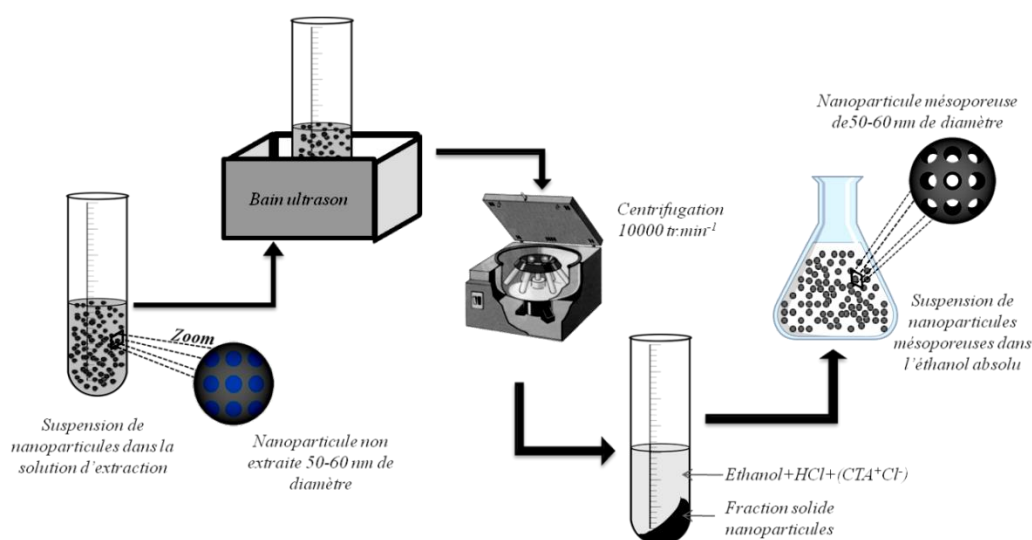 Suspension de
nanoparticules dans la
solution d'extraction
Zoom
Nanoparticule non
extraite 50-60 nm de
diamètre
Bain ultrason
Centrifugation
10000 tr.min⁻¹
Ethanol+HCl+(CTA⁺Cl⁻)
Fraction solide
nanoparticules
Nanoparticule mésoporeuse
de50-60 nm de diamètre
Suspension de
nanoparticules
mésoporeuses dans
l'éthanol absolu